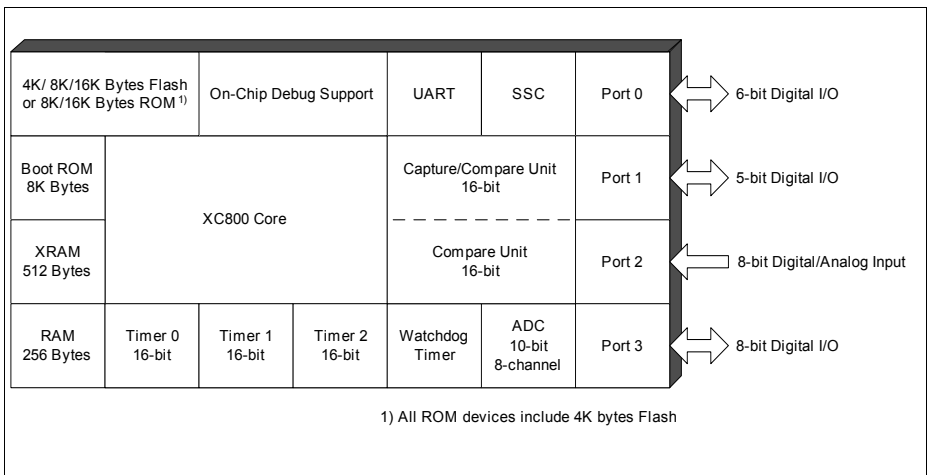 4K/ 8K/16K Bytes Flash
or 8K/16K Bytes ROM 1)
On-Chip Debug Support
UART
SSC
Port 0
6-bit Digital I/O
Boot ROM
8K Bytes
XC800 Core
Capture/Compare Unit
16-bit
Port 1
5-bit Digital I/O
XRAM
512 Bytes
Compare Unit
16-bit
Port 2
8-bit Digital/Analog Input
RAM
256 Bytes
Timer 0
16-bit
Timer 1
16-bit
Timer 2
16-bit
Watchdog
Timer
ADC
10-bit
8-channel
Port 3
8-bit Digital I/O
1) All ROM devices include 4K bytes Flash